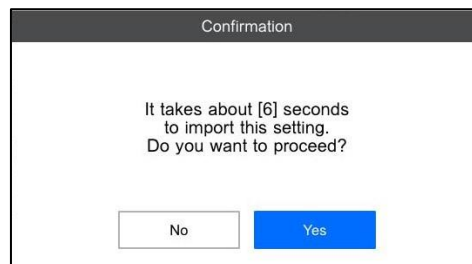 Confirmation
It takes about [6] seconds
to import this setting.
Do you want to proceed?
No
Yes